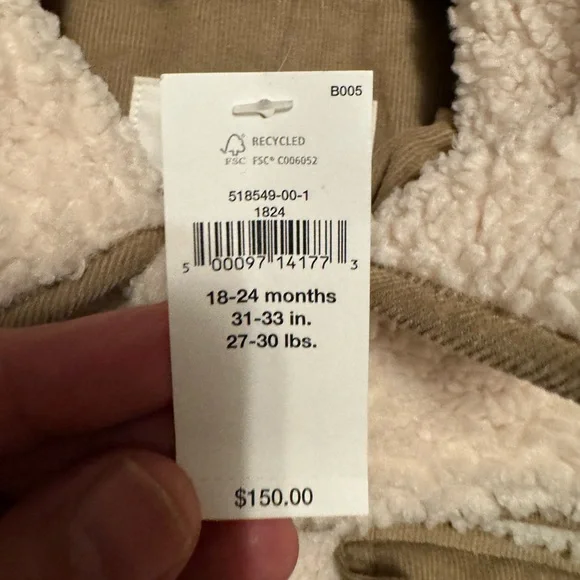 B005
RECYCLED
FSC FSC® C006052
518549-00-1
1824
5 00097 14177 3
18-24 months
31-33 in.
27-30 lbs.
$150.00